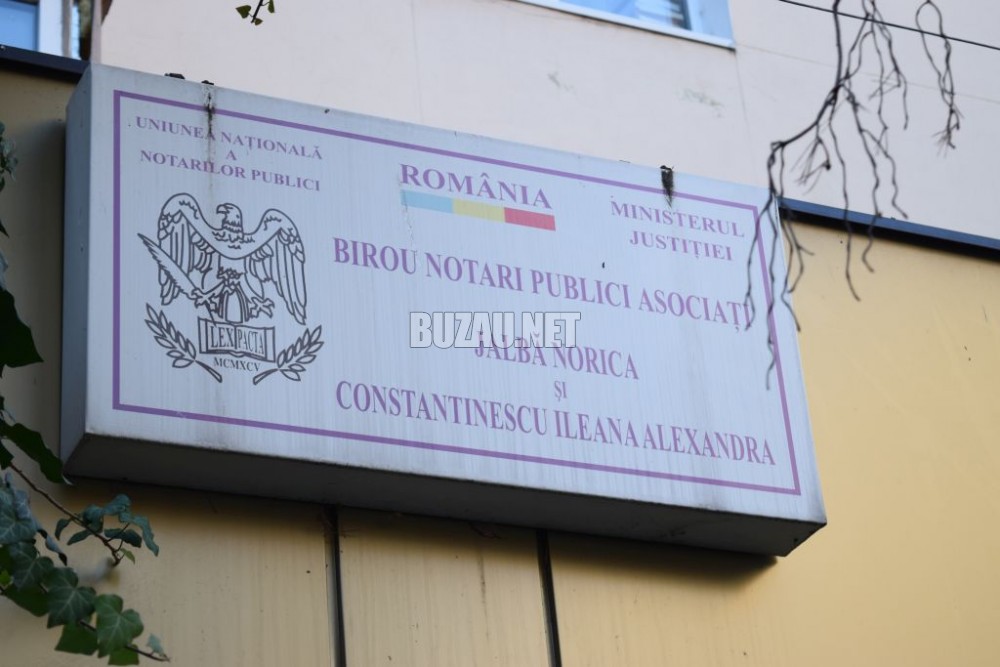 UNIUNEA NAȚIONALĂ
A
NOTARILOR PUBLICI
LEX PACTA
MCMXCV
ROMÂNIA
MINISTERUL
JUSTIȚIEI
BIROU NOTARI PUBLICI ASOCIAȚI
BUZAU.NET
JALBĂ NORICA
ȘI
CONSTANTINESCU ILEANA ALEXANDRA